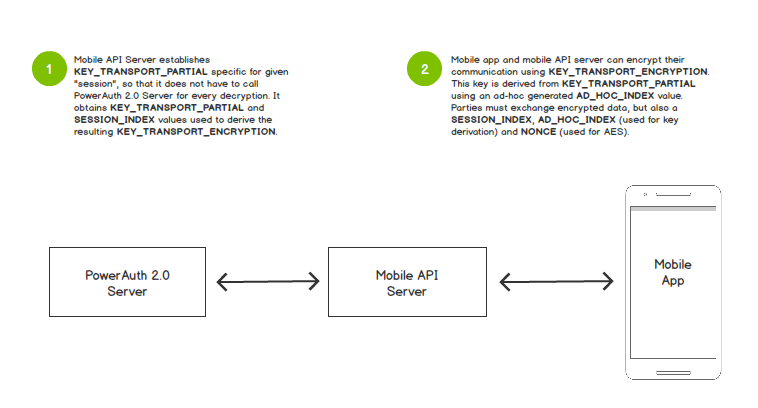 1
Mobile API Server establishes
KEY_TRANSPORT_PARTIAL specific for given
"session", so that it does not have to call
PowerAuth 2.0 Server for every decryption. It
obtains KEY_TRANSPORT_PARTIAL and
SESSION_INDEX values used to derive the
resulting KEY_TRANSPORT_ENCRYPTION.
2
Mobile app and mobile API server can encrypt their
communication using KEY_TRANSPORT_ENCRYPTION.
This key is derived from KEY_TRANSPORT_PARTIAL
using an ad-hoc generated AD_HOC_INDEX value.
Parties must exchange encrypted data, but also a
SESSION_INDEX, AD_HOC_INDEX (used for key
derivation) and NONCE (used for AES).
PowerAuth 2.0
Server
Mobile API
Server
Mobile
App